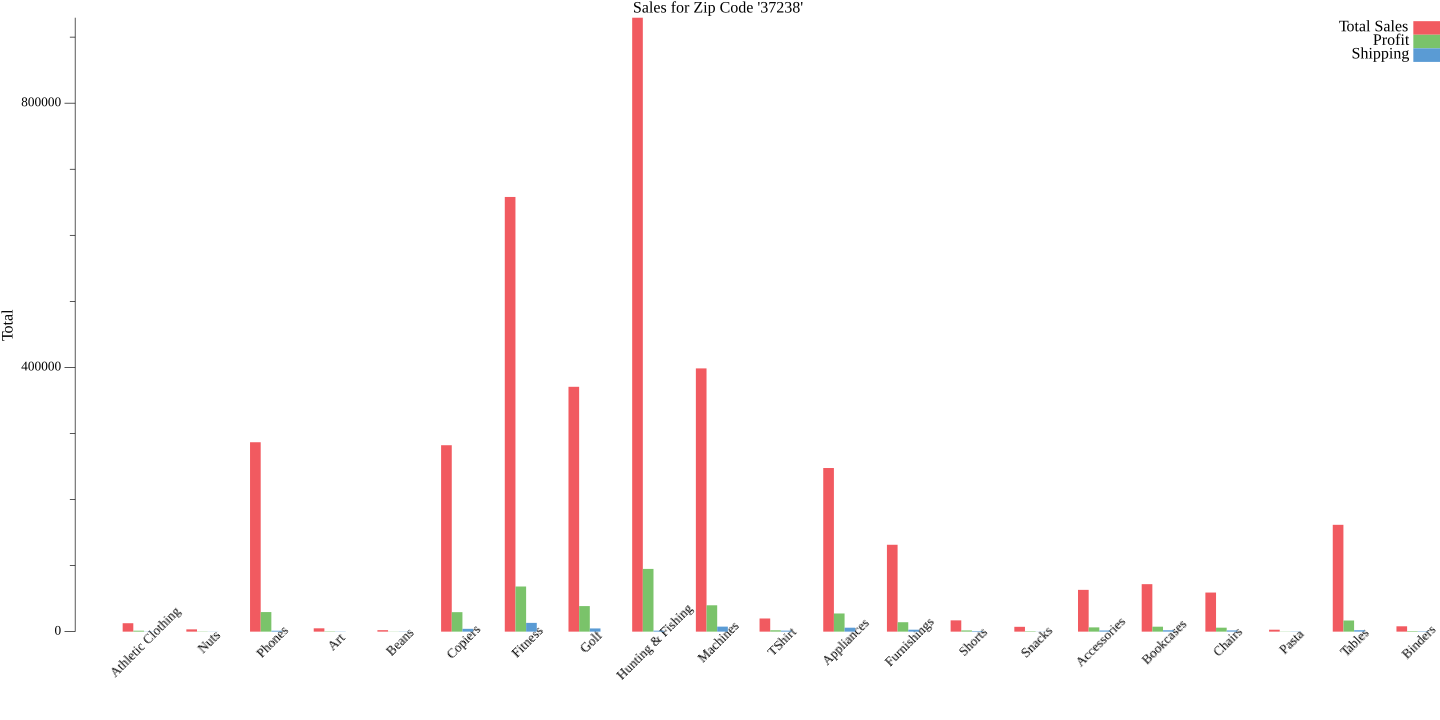 Sales for Zip Code '37238'
Total Sales
Profit
Shipping
800000
400000
0
Total
Athletic Clothing
Nuts
Phones
Art
Beans
Copiers
Fitness
Golf
Hunting & Fishing
Machines
TShirt
Appliances
Furnishings
Shorts
Snacks
Accessories
Bookcases
Chairs
Pasta
Tables
Binders